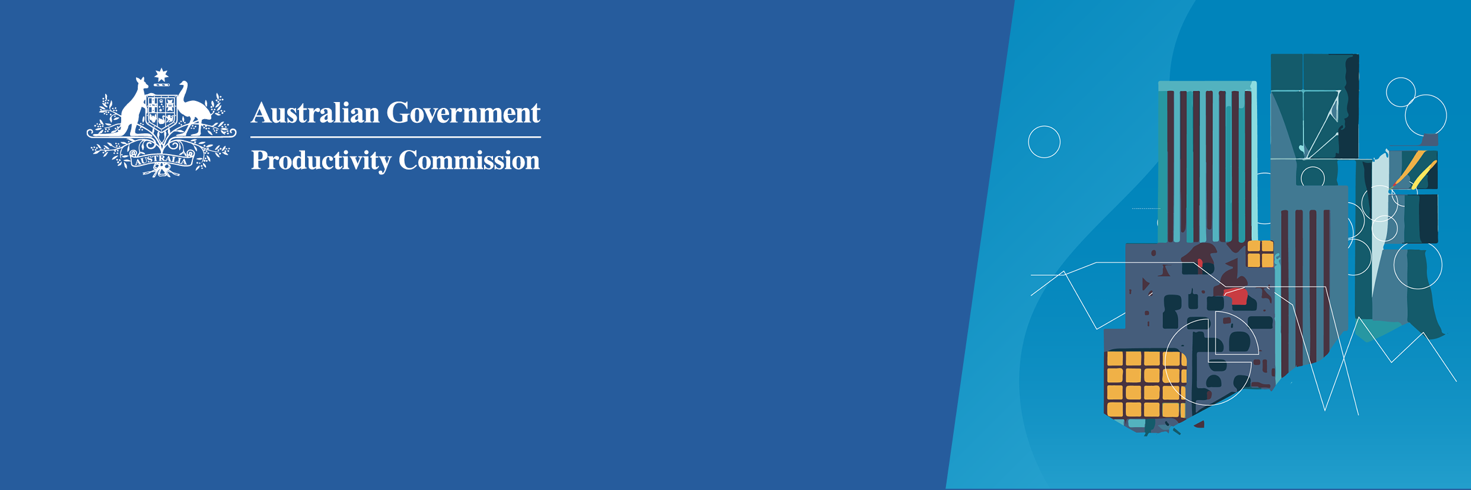 Australian Government
Productivity Commission
AUSTRALIA